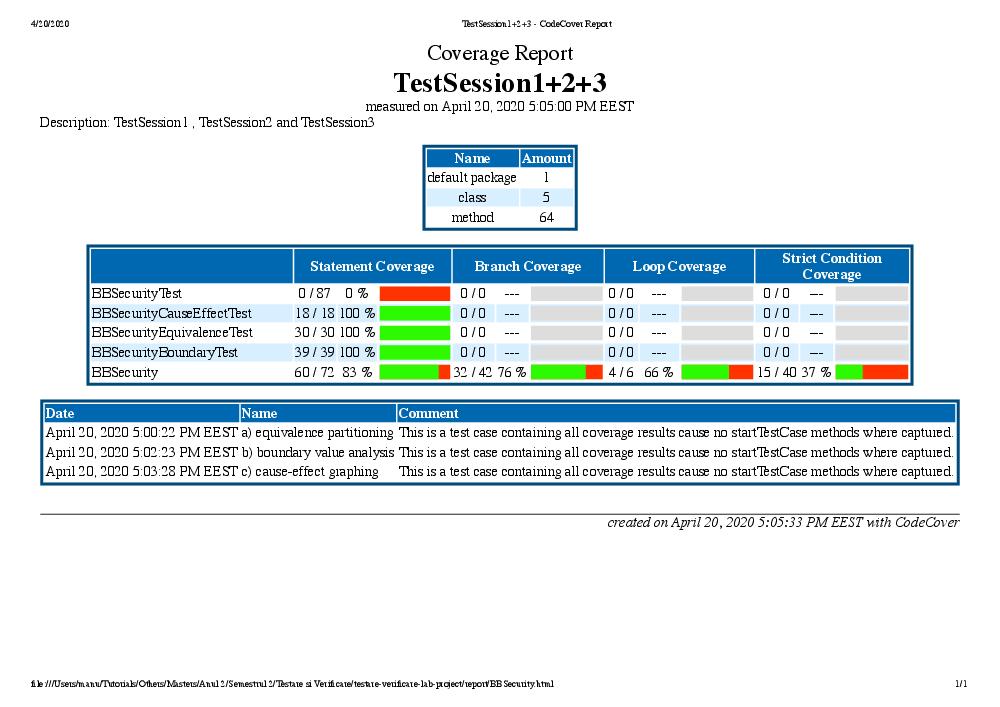 4/20/2020 TestSession1+2+3 - CodeCover Report
Coverage Report
TestSession1+2+3
measured on April 20, 2020 5:05:00 PM EEST
Description: TestSession1 , TestSession2 and TestSession3
Name Amount
default package 1
class 5
method 64
Statement Coverage Branch Coverage Loop Coverage Strict Condition Coverage
BBSecurityTest 0 / 87 0 % 0 / 0 --- 0 / 0 --- 0 / 0 ---
BBSecurityCauseEffectTest 18 / 18 100 % 0 / 0 --- 0 / 0 --- 0 / 0 ---
BBSecurityEquivalenceTest 30 / 30 100 % 0 / 0 --- 0 / 0 --- 0 / 0 ---
BBSecurityBoundaryTest 39 / 39 100 % 0 / 0 --- 0 / 0 --- 0 / 0 ---
BBSecurity 60 / 72 83 % 32 / 42 76 % 4 / 6 66 % 15 / 40 37 %
Date Name Comment
April 20, 2020 5:00:22 PM EEST a) equivalence partitioning This is a test case containing all coverage results cause no startTestCase methods where captured.
April 20, 2020 5:02:23 PM EEST b) boundary value analysis This is a test case containing all coverage results cause no startTestCase methods where captured.
April 20, 2020 5:03:28 PM EEST c) cause-effect graphing This is a test case containing all coverage results cause no startTestCase methods where captured.
created on April 20, 2020 5:05:33 PM EEST with CodeCover
file:///Users/manu/Tutorials/Others/Masters/Anul2/Semestrul2/Testare si Verificare/testare-verificare-lab-project/report/BBSecurity.html 1/1